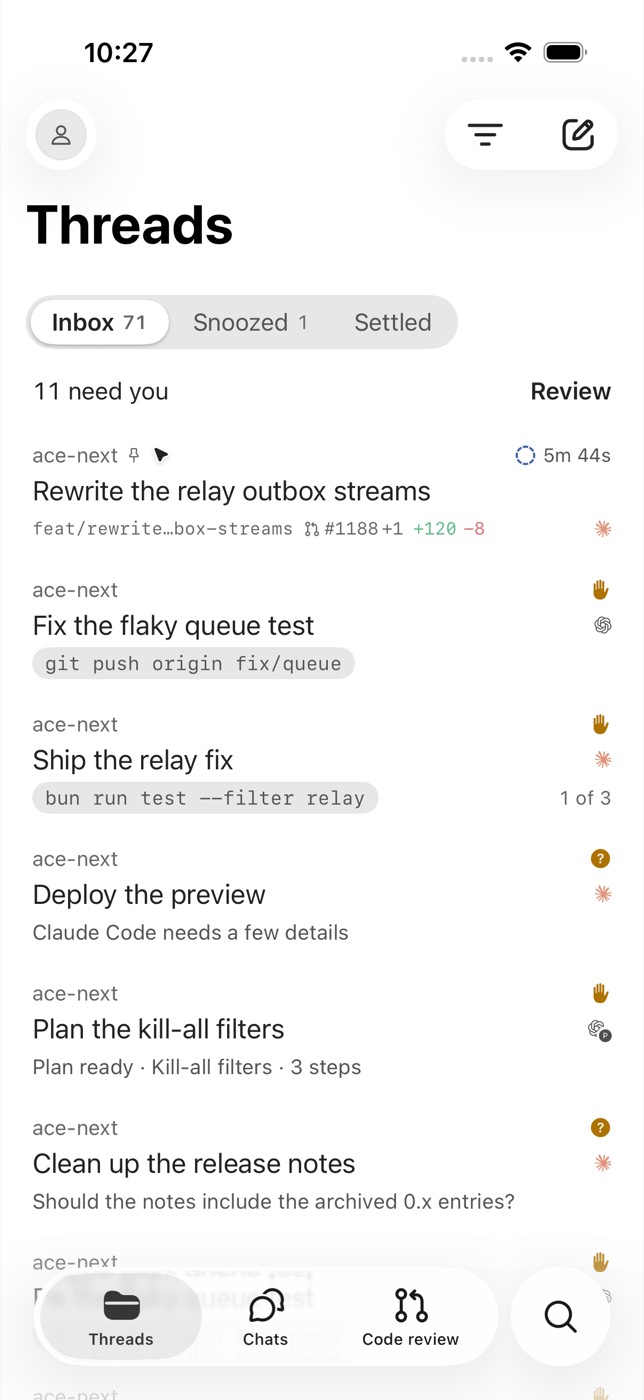 10:27
Threads
Inbox 71 Snoozed 1 Settled
11 need you Review
ace-next 5m 44s
Rewrite the relay outbox streams
feat/rewrite…box-streams #1188 +1 +120 −8
ace-next
Fix the flaky queue test
git push origin fix/queue
ace-next
Ship the relay fix
bun run test --filter relay 1 of 3
ace-next ?
Deploy the preview
Claude Code needs a few details
ace-next
Plan the kill-all filters
P
Plan ready · Kill-all filters · 3 steps
ace-next ?
Clean up the release notes
Should the notes include the archived 0.x entries?
ace-next
Threads Chats Code review
ace-next